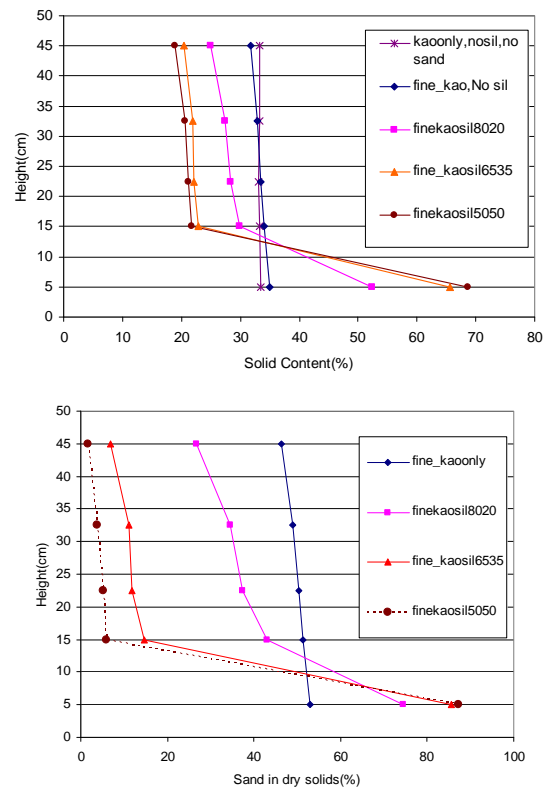 50
45
40
35
30
25
20
15
10
5
0
Height(cm)
0 10 20 30 40 50 60 70 80
Solid Content(%)
kaoonly,nosil,no
sand
fine_kao,No sil
finekaosil8020
fine_kaosil6535
finekaosil5050
50
45
40
35
30
25
20
15
10
5
0
Height(cm)
0 20 40 60 80 100
Sand in dry solids(%)
fine_kaoonly
finekaosil8020
fine_kaosil6535
finekaosil5050